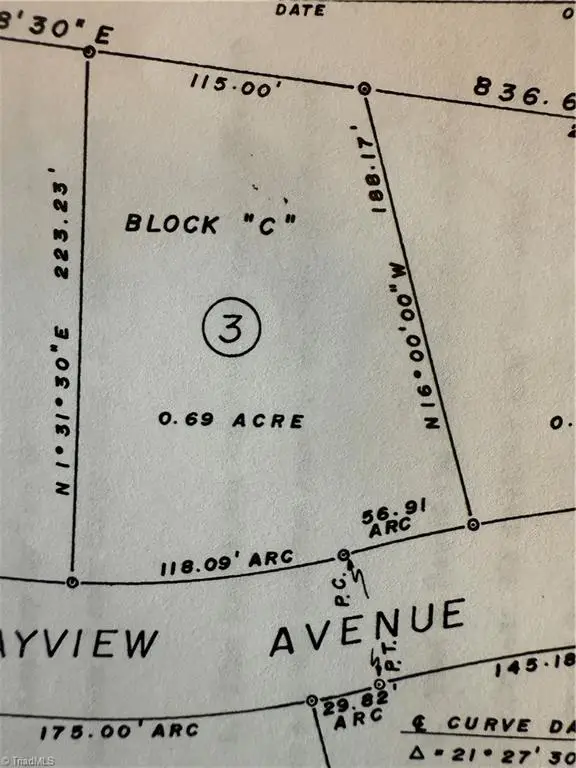 DATE
8'30" E
115.00'
836.6
188.17'
223.23'
BLOCK "C"
3
N 16°00'00" W
N 1°31'30" E
0.69 ACRE
0.
56.91
ARC
118.09' ARC
P.C.
AYVIEW AVENUE
P.T.
145.18
29.82
ARC
175.00' ARC
℄ CURVE DA
Δ = 21° 27' 30
© TriadMLS